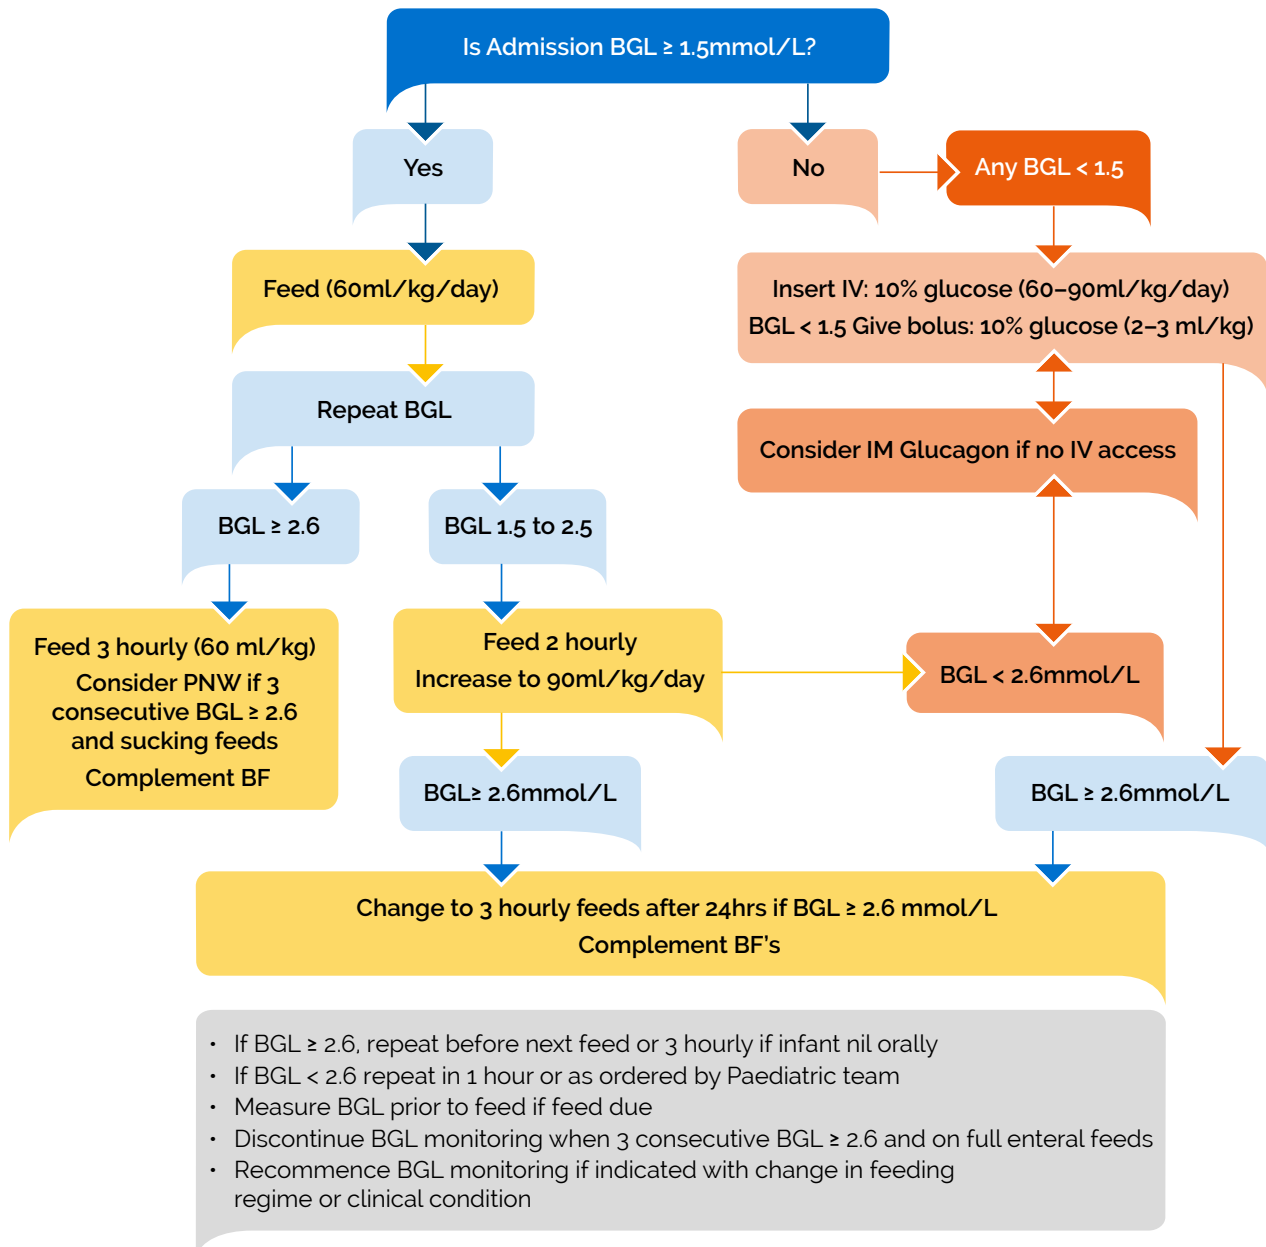 Is Admission BGL ≥ 1.5mmol/L?
Yes
No
Any BGL < 1.5
Feed (60ml/kg/day)
Insert IV: 10% glucose (60–90ml/kg/day)
BGL < 1.5 Give bolus: 10% glucose (2–3 ml/kg)
Repeat BGL
Consider IM Glucagon if no IV access
BGL ≥ 2.6
BGL 1.5 to 2.5
Feed 3 hourly (60 ml/kg)
Consider PNW if 3
consecutive BGL ≥ 2.6
and sucking feeds
Complement BF
Feed 2 hourly
Increase to 90ml/kg/day
BGL < 2.6mmol/L
BGL≥ 2.6mmol/L
BGL ≥ 2.6mmol/L
Change to 3 hourly feeds after 24hrs if BGL ≥ 2.6 mmol/L
Complement BF’s
• If BGL ≥ 2.6, repeat before next feed or 3 hourly if infant nil orally
• If BGL < 2.6 repeat in 1 hour or as ordered by Paediatric team
• Measure BGL prior to feed if feed due
• Discontinue BGL monitoring when 3 consecutive BGL ≥ 2.6 and on full enteral feeds
• Recommence BGL monitoring if indicated with change in feeding
regime or clinical condition